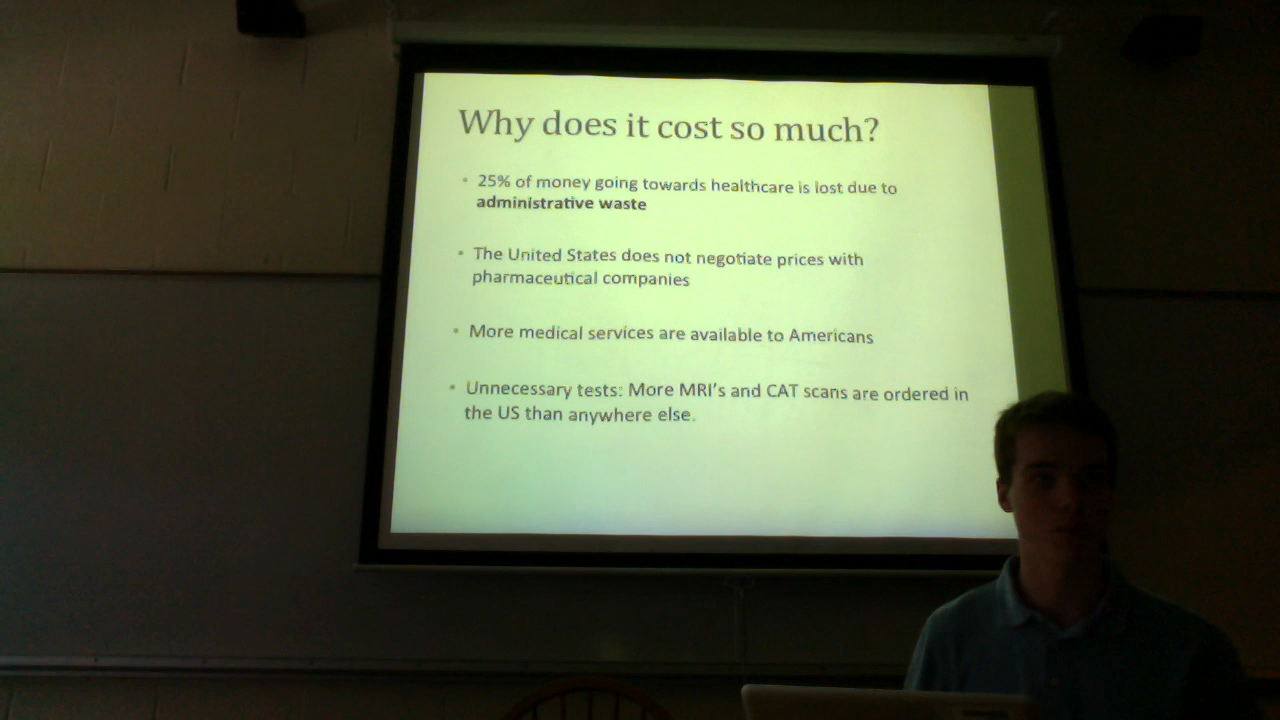 Why does it cost so much?
• 25% of money going towards healthcare is lost due to
administrative waste
• The United States does not negotiate prices with
pharmaceutical companies
• More medical services are available to Americans
• Unnecessary tests: More MRI's and CAT scans are ordered in
the US than anywhere else.